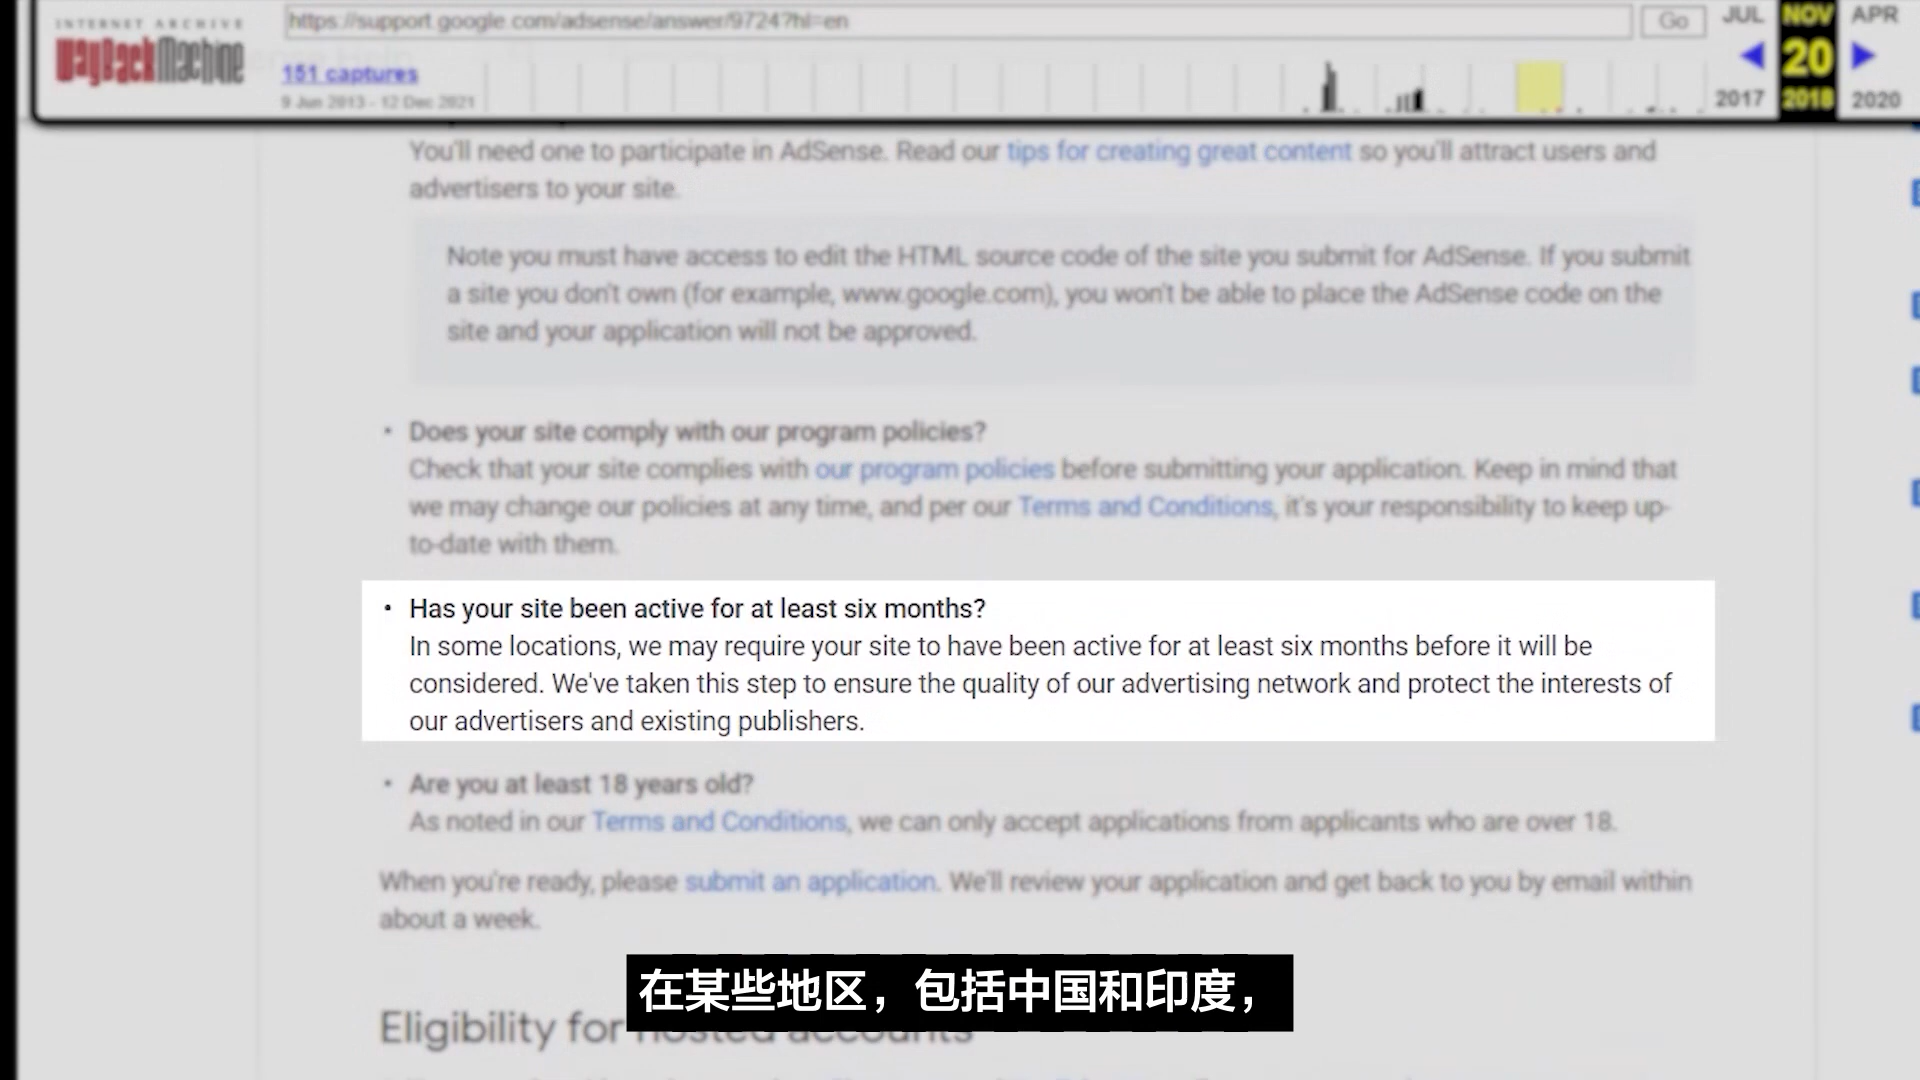 INTERNET ARCHIVE
WayBackMachine
https://support.google.com/adsense/answer/9724?hl=en
Go
JUL
NOV
APR
151 captures
20
9 Jun 2013 - 12 Dec 2021
2017
2018
2020
You'll need one to participate in AdSense. Read our tips for creating great content so you'll attract users and
advertisers to your site.
Note you must have access to edit the HTML source code of the site you submit for AdSense. If you submit
a site you don't own (for example, www.google.com), you won't be able to place the AdSense code on the
site and your application will not be approved.
• Does your site comply with our program policies?
Check that your site complies with our program policies before submitting your application. Keep in mind that
we may change our policies at any time, and per our Terms and Conditions, it's your responsibility to keep up-
to-date with them.
• Has your site been active for at least six months?
In some locations, we may require your site to have been active for at least six months before it will be
considered. We've taken this step to ensure the quality of our advertising network and protect the interests of
our advertisers and existing publishers.
• Are you at least 18 years old?
As noted in our Terms and Conditions, we can only accept applications from applicants who are over 18.
When you're ready, please submit an application. We'll review your application and get back to you by email within
about a week.
在某些地区，包括中国和印度，
Eligibility for hosted accounts